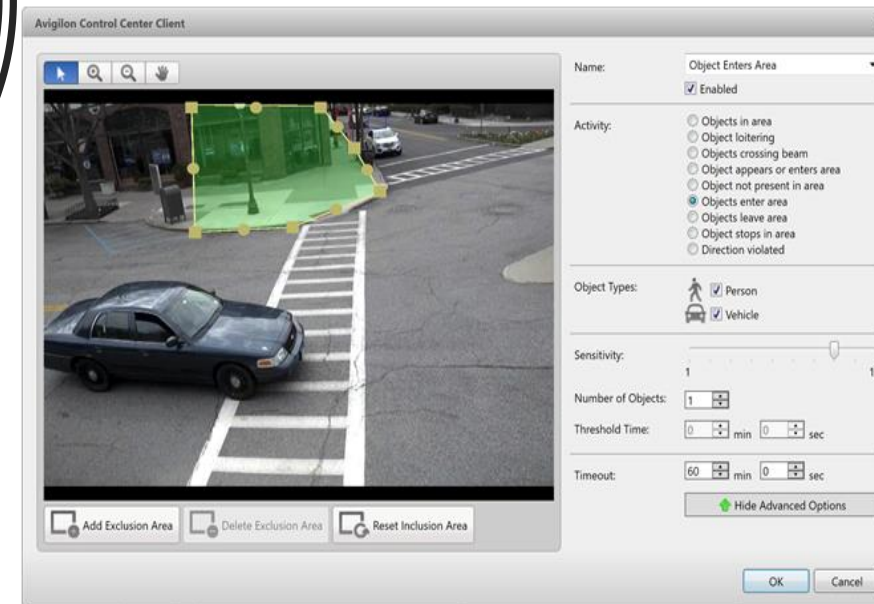 Avigilon Control Center Client
Name: Object Enters Area
Enabled
Activity:
Objects in area
Object loitering
Objects crossing beam
Object appears or enters area
Object not present in area
Objects enter area
Objects leave area
Object stops in area
Direction violated
Object Types:
Person
Vehicle
Sensitivity:
1 1
Number of Objects: 1
Threshold Time: 0 min 0 sec
Timeout: 60 min 0 sec
Hide Advanced Options
Add Exclusion Area Delete Exclusion Area Reset Inclusion Area
OK Cancel